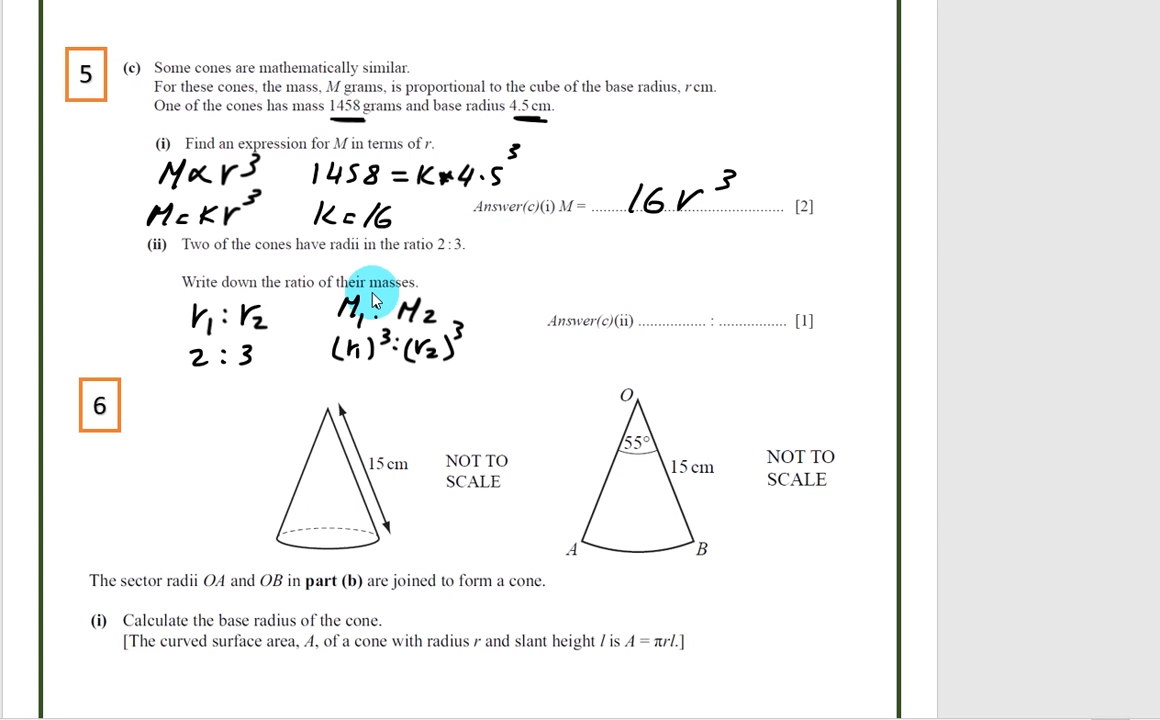 5
(c) Some cones are mathematically similar.
For these cones, the mass, M grams, is proportional to the cube of the base radius, r cm.
One of the cones has mass 1458 grams and base radius 4.5 cm.
(i) Find an expression for M in terms of r.
M∝r³ 1458 = K*4.5³
M=Kr³ K=16
Answer(c)(i) M = 16r³ [2]
(ii) Two of the cones have radii in the ratio 2 : 3.
Write down the ratio of their masses.
r₁ : r₂ M₁ : M₂
2 : 3 (r₁)³:(r₂)³
Answer(c)(ii) ................ : ................ [1]
6
15 cm NOT TO SCALE
O
55°
15 cm NOT TO SCALE
A B
The sector radii OA and OB in part (b) are joined to form a cone.
(i) Calculate the base radius of the cone.
[The curved surface area, A, of a cone with radius r and slant height l is A = πrl.]